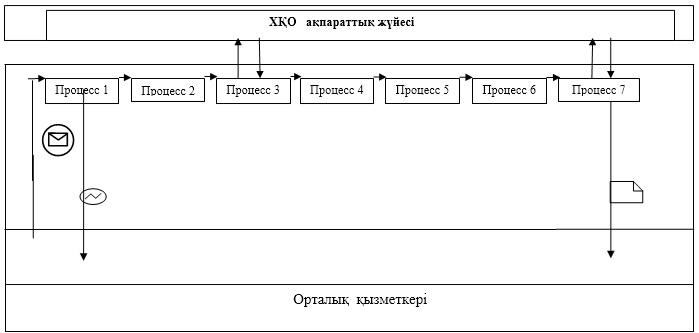 ХҚО ақпараттық жүйесі
Процесс 1
Процесс 2
Процесс 3
Процесс 4
Процесс 5
Процесс 6
Процесс 7
Орталық қызметкері